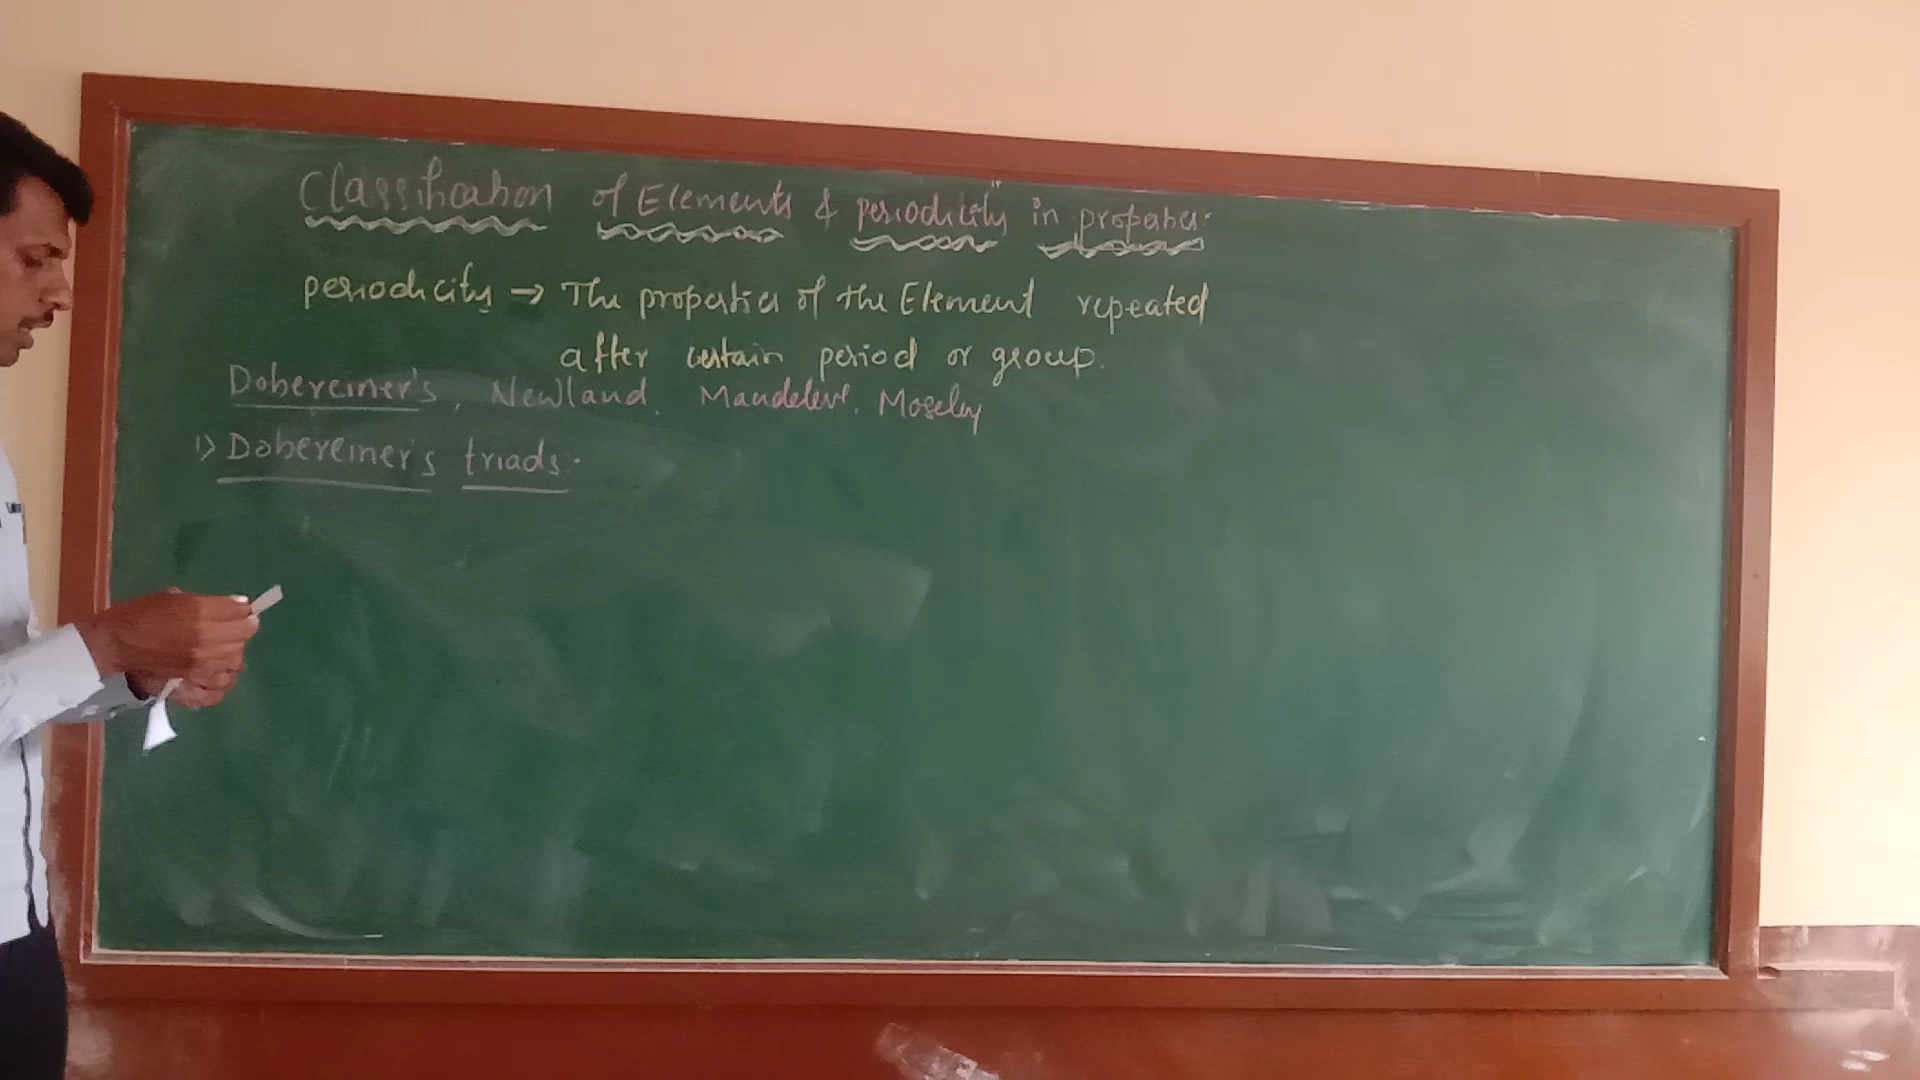 Classification of Elements & periodicity in properties:
periodicity → The properties of the Element repeated
after certain period or group.
Dobereiner's, Newland, Mandeleve, Moseley
1) Dobereiner's triads: